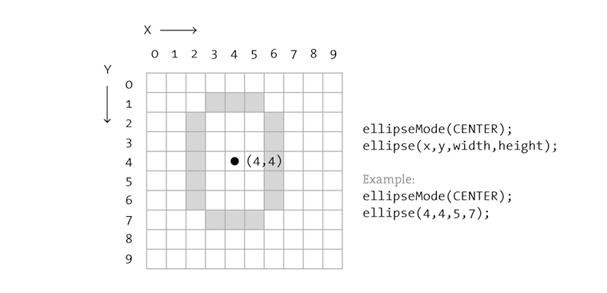 X
0 1 2 3 4 5 6 7 8 9
Y
0
1
2
3
4
(4,4)
5
6
7
8
9
ellipseMode(CENTER);
ellipse(x,y,width,height);
Example:
ellipseMode(CENTER);
ellipse(4,4,5,7);